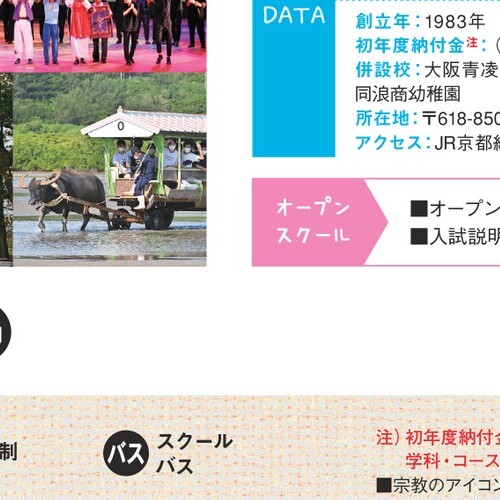 DATA
創立年：1983年
初年度納付金注：（
併設校：大阪青凌
同浪商幼稚園
所在地：〒618-850
アクセス：JR京都線
オープン
スクール
■オープン
■入試説明
制
バス
スクール
バス
注）初年度納付金
学科・コース
■宗教のアイコン